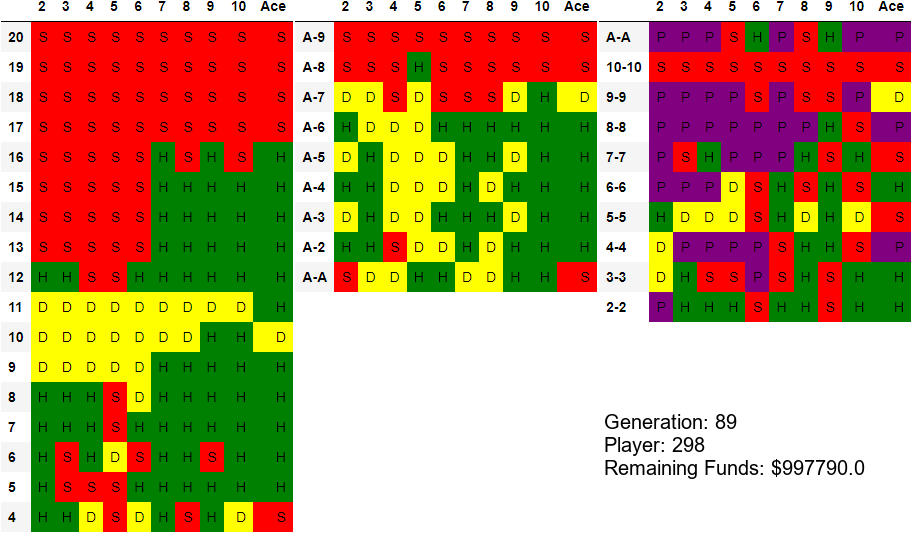 2 3 4 5 6 7 8 9 10 Ace
20 S S S S S S S S S S
19 S S S S S S S S S S
18 S S S S S S S S S S
17 S S S S S S S S S S
16 S S S S S H S H S H
15 S S S S S H H H H H
14 S S S S S H H H H H
13 S S S S S H H H H H
12 H H S S H H H H H H
11 D D D D D D D D D H
10 D D D D D D D H H D
9 D D D D D H H H H H
8 H H H S D H H H H H
7 H H H S H H H H H H
6 H S H D S H H S H H
5 H S S S H H H H H H
4 H H D S D H S H D S
2 3 4 5 6 7 8 9 10 Ace
A-9 S S S S S S S S S S
A-8 S S S H S S S S S S
A-7 D D S D S S S D H D
A-6 H D D D H H H H H H
A-5 D H D D D H H D H H
A-4 H H D D D H D H H H
A-3 D H D D H H H D H H
A-2 H H S D D H D H H H
A-A S D D H H D D H H S
2 3 4 5 6 7 8 9 10 Ace
A-A P P P S H P S H P P
10-10 S S S S S S S S S S
9-9 P P P P S P S S P D
8-8 P P P P P P P H S P
7-7 P S H P P P H S H S
6-6 P P P D S H S H S H
5-5 H D D D S H D H D S
4-4 D P P P P S H H S P
3-3 D H S S P S H S H H
2-2 P H H H S H H S H H
Generation: 89
Player: 298
Remaining Funds: $997790.0